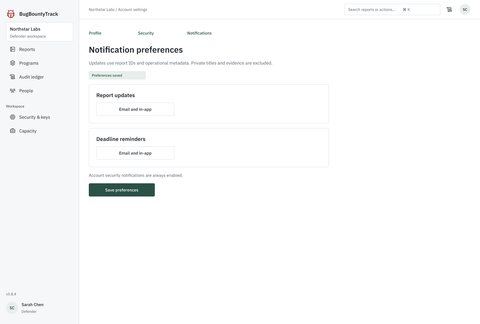 BugBountyTrack
Northstar Labs / Account settings
Search reports or actions... ⌘ K
SC
Northstar Labs
Defender workspace
Reports
Programs
Audit ledger
People
Workspace
Security & keys
Capacity
Profile Security Notifications
Notification preferences
Updates use report IDs and operational metadata. Private titles and evidence are excluded.
Preferences saved
Report updates
Email and in-app
Deadline reminders
Email and in-app
Account security notifications are always enabled.
Save preferences
SC
Sarah Chen
Defender